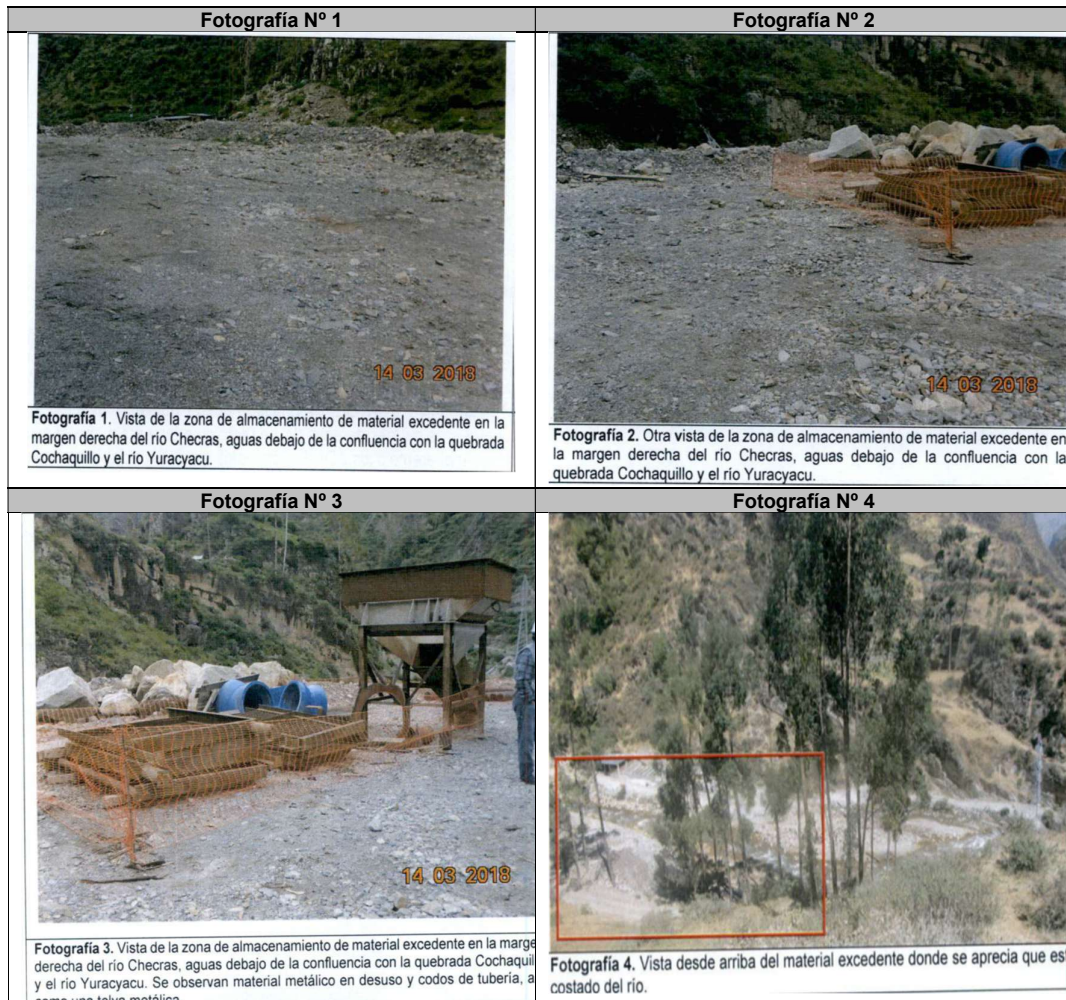 Fotografía Nº 1
14 03 2018
Fotografía 1. Vista de la zona de almacenamiento de material excedente en la
margen derecha del río Checras, aguas debajo de la confluencia con la quebrada
Cochaquillo y el río Yuracyacu.
Fotografía Nº 2
14 03 2018
Fotografía 2. Otra vista de la zona de almacenamiento de material excedente en
la margen derecha del río Checras, aguas debajo de la confluencia con la
quebrada Cochaquillo y el río Yuracyacu.
Fotografía Nº 3
14 03 2018
Fotografía 3. Vista de la zona de almacenamiento de material excedente en la marge
derecha del río Checras, aguas debajo de la confluencia con la quebrada Cochaquil
y el río Yuracyacu. Se observan material metálico en desuso y codos de tubería, a
como una tolva metálica
Fotografía Nº 4
Fotografía 4. Vista desde arriba del material excedente donde se aprecia que est
costado del río.